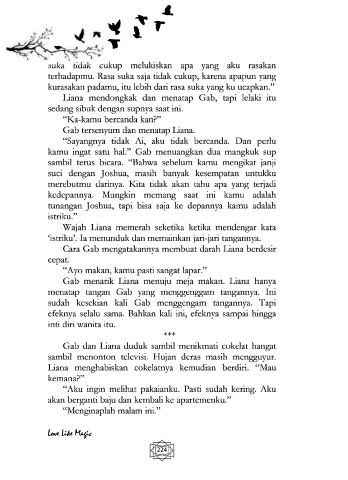 suka tidak cukup melukiskan apa yang aku rasakan
terhadapmu. Rasa suka saja tidak cukup, karena apapun yang
kurasakan padamu, itu lebih dari rasa suka yang ku ucapkan.”
Liana mendongkak dan menatap Gab, tapi lelaki itu
sedang sibuk dengan supnya saat ini.
“Ka-kamu bercanda kan?”
Gab tersenyum dan menatap Liana.
“Sayangnya tidak Ai, aku tidak bercanda. Dan perlu
kamu ingat satu hal.” Gab menuangkan dua mangkuk sup
sambil terus bicara. “Bahwa sebelum kamu mengikat janji
suci dengan Joshua, masih banyak kesempatan untukku
merebutmu darinya. Kita tidak akan tahu apa yang terjadi
kedepannya. Mungkin memang saat ini kamu adalah
tunangan Joshua, tapi bisa saja ke depannya kamu adalah
istriku.”
Wajah Liana memerah seketika ketika mendengar kata
‘istriku’. Ia menunduk dan memainkan jari-jari tangannya.
Cara Gab mengatakannya membuat darah Liana berdesir
cepat.
“Ayo makan, kamu pasti sangat lapar.”
Gab menarik Liana menuju meja makan. Liana hanya
menatap tangan Gab yang menggenggam tangannya. Ini
sudah kesekian kali Gab menggengam tangannya. Tapi
efeknya selalu sama. Bahkan kali ini, efeknya sampai hingga
inti diri wanita itu.
***
Gab dan Liana duduk sambil menikmati cokelat hangat
sambil menonton televisi. Hujan deras masih mengguyur.
Liana menghabiskan cokelatnya kemudian berdiri. “Mau
kemana?”
“Aku ingin melihat pakaianku. Pasti sudah kering. Aku
akan berganti baju dan kembali ke apartemenku.”
“Menginaplah malam ini.”
Love Like Magic
224